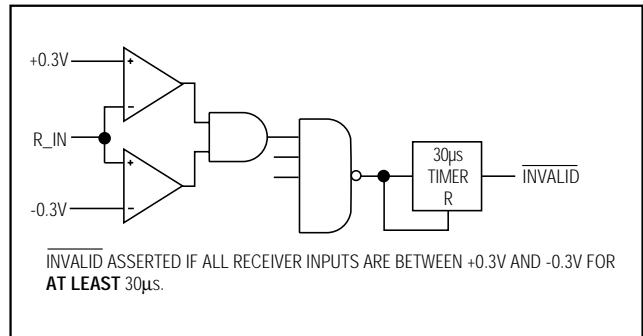 +0.3V
R_IN
-0.3V
+
-
+
-
30µs
TIMER
R
INVALID
INVALID ASSERTED IF ALL RECEIVER INPUTS ARE BETWEEN +0.3V AND -0.3V FOR
AT LEAST 30µs.